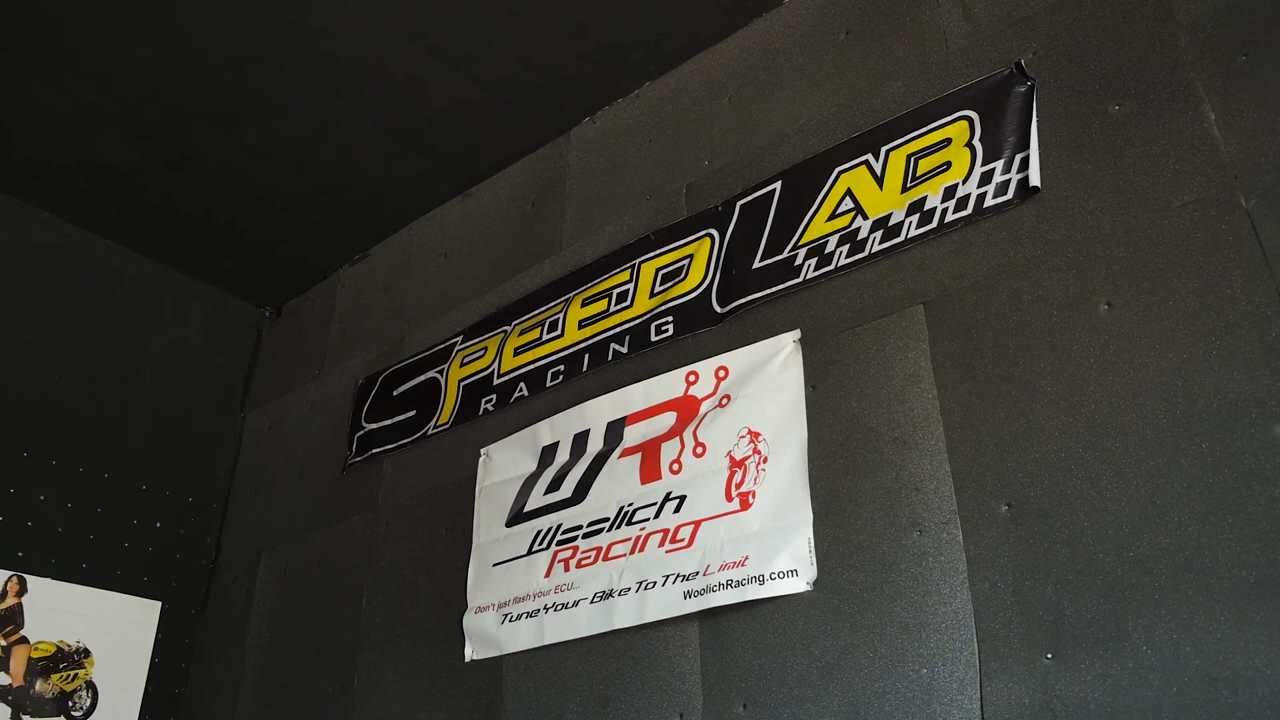 SPEED LAB
RACING
WR
Woolich
Racing
Don't just flash your ECU...
Tune Your Bike To The Limit
WoolichRacing.com